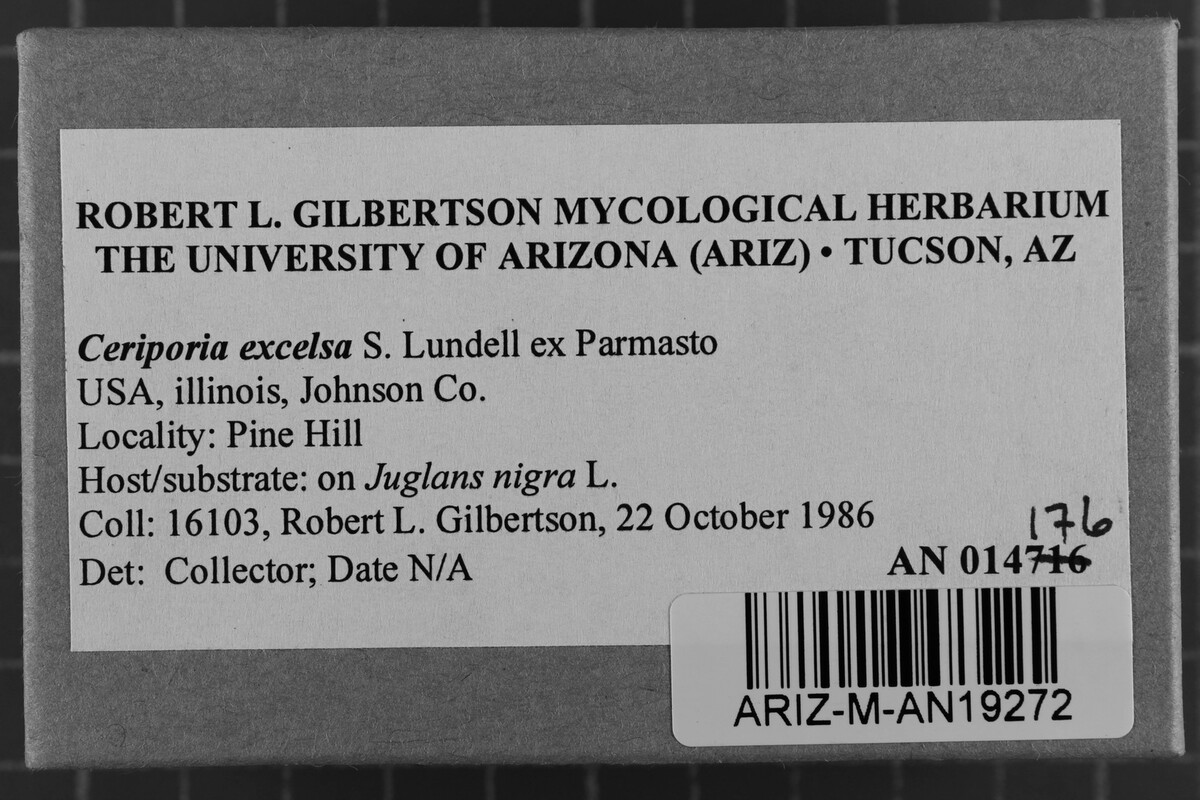 ROBERT L. GILBERTSON MYCOLOGICAL HERBARIUM
THE UNIVERSITY OF ARIZONA (ARIZ) • TUCSON, AZ
Ceriporia excelsa S. Lundell ex Parmasto
USA, illinois, Johnson Co.
Locality: Pine Hill
Host/substrate: on Juglans nigra L.
Coll: 16103, Robert L. Gilbertson, 22 October 1986
176
Det: Collector; Date N/A AN 014716
ARIZ-M-AN19272